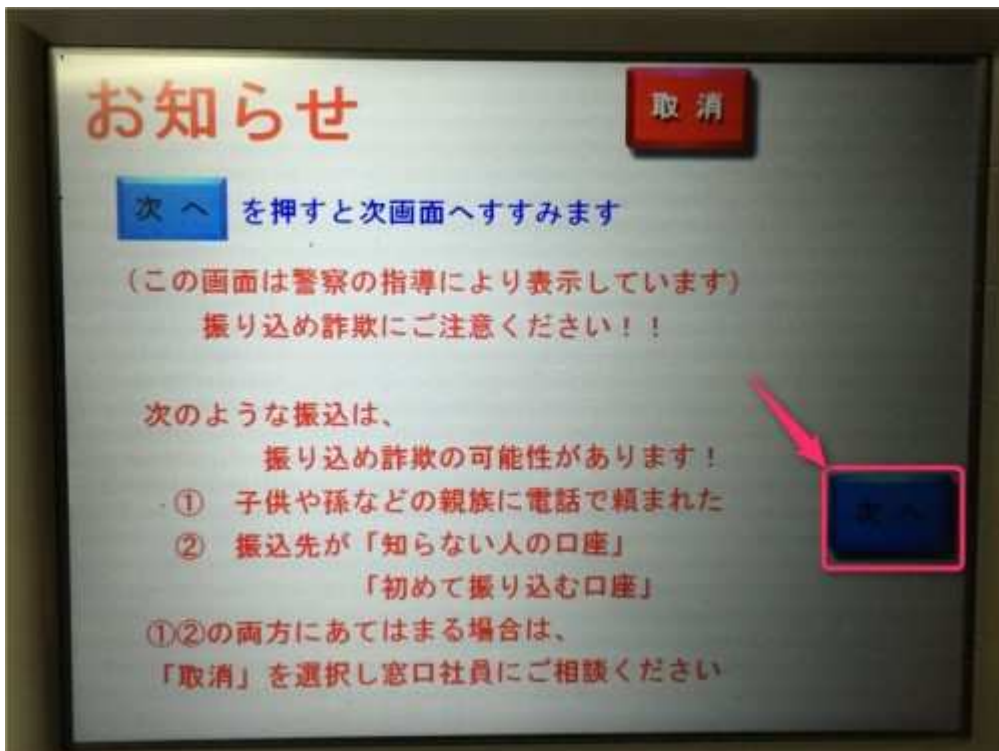 お知らせ
取消
次へ を押すと次画面へすすみます
（この画面は警察の指導により表示しています）
振り込め詐欺にご注意ください！！
次のような振込は、
振り込め詐欺の可能性があります！
① 子供や孫などの親族に電話で頼まれた
② 振込先が「知らない人の口座」
「初めて振り込む口座」
次へ
①②の両方にあてはまる場合は、
「取消」を選択し窓口社員にご相談ください